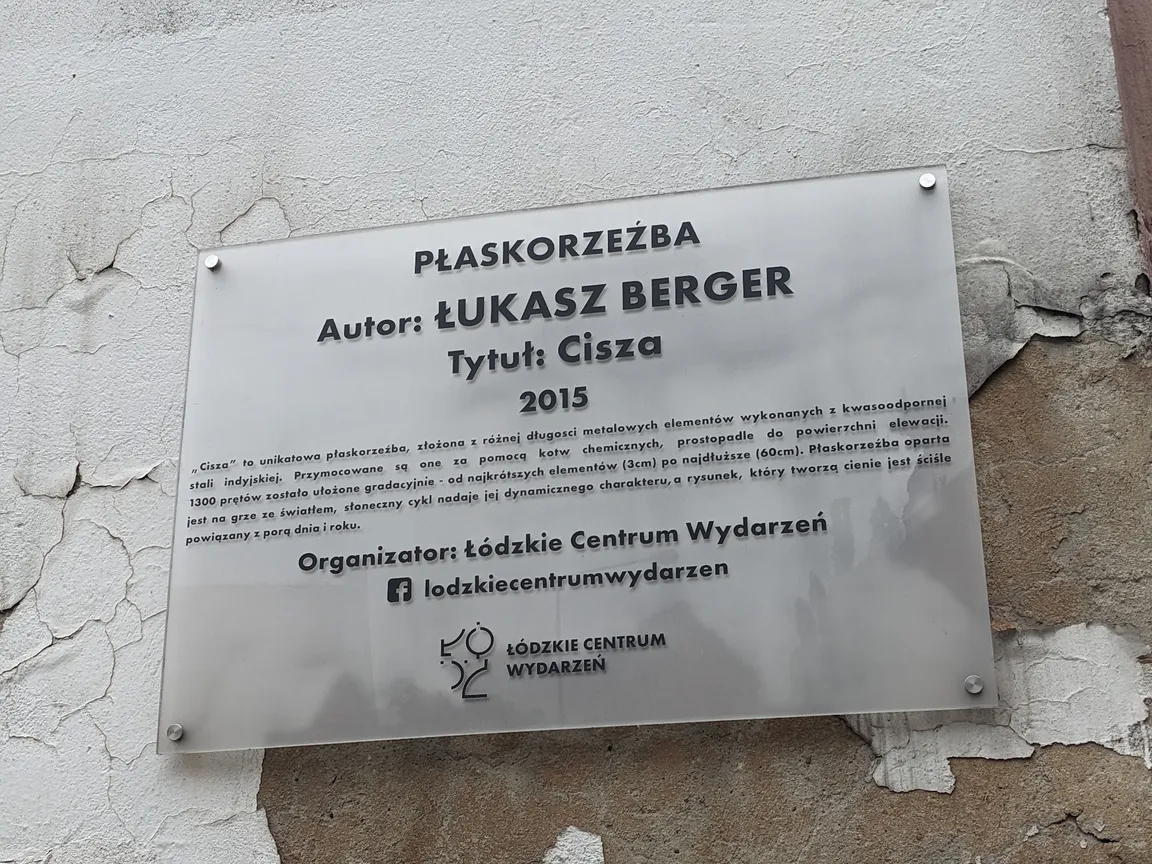 PŁASKORZEŹBA
Autor: ŁUKASZ BERGER
Tytuł: Cisza
2015
„Cisza” to unikatowa płaskorzeźba, złożona z różnej długosci metalowych elementów wykonanych z kwasoodpornej
stali indyjskiej. Przymocowane są one za pomocą kotw chemicznych, prostopadle do powierzchni elewacji.
1300 prętów zostało ułożone gradacyjnie - od najkrótszych elementów (3cm) po najdłuższe (60cm). Płaskorzeźba oparta
jest na grze ze światłem, słoneczny cykl nadaje jej dynamicznego charakteru, a rysunek, który tworzą cienie jest ściśle
powiązany z porą dnia i roku.
Organizator: Łódzkie Centrum Wydarzeń
f lodzkiecentrumwydarzen
ŁÓDZKIE CENTRUM
WYDARZEŃ